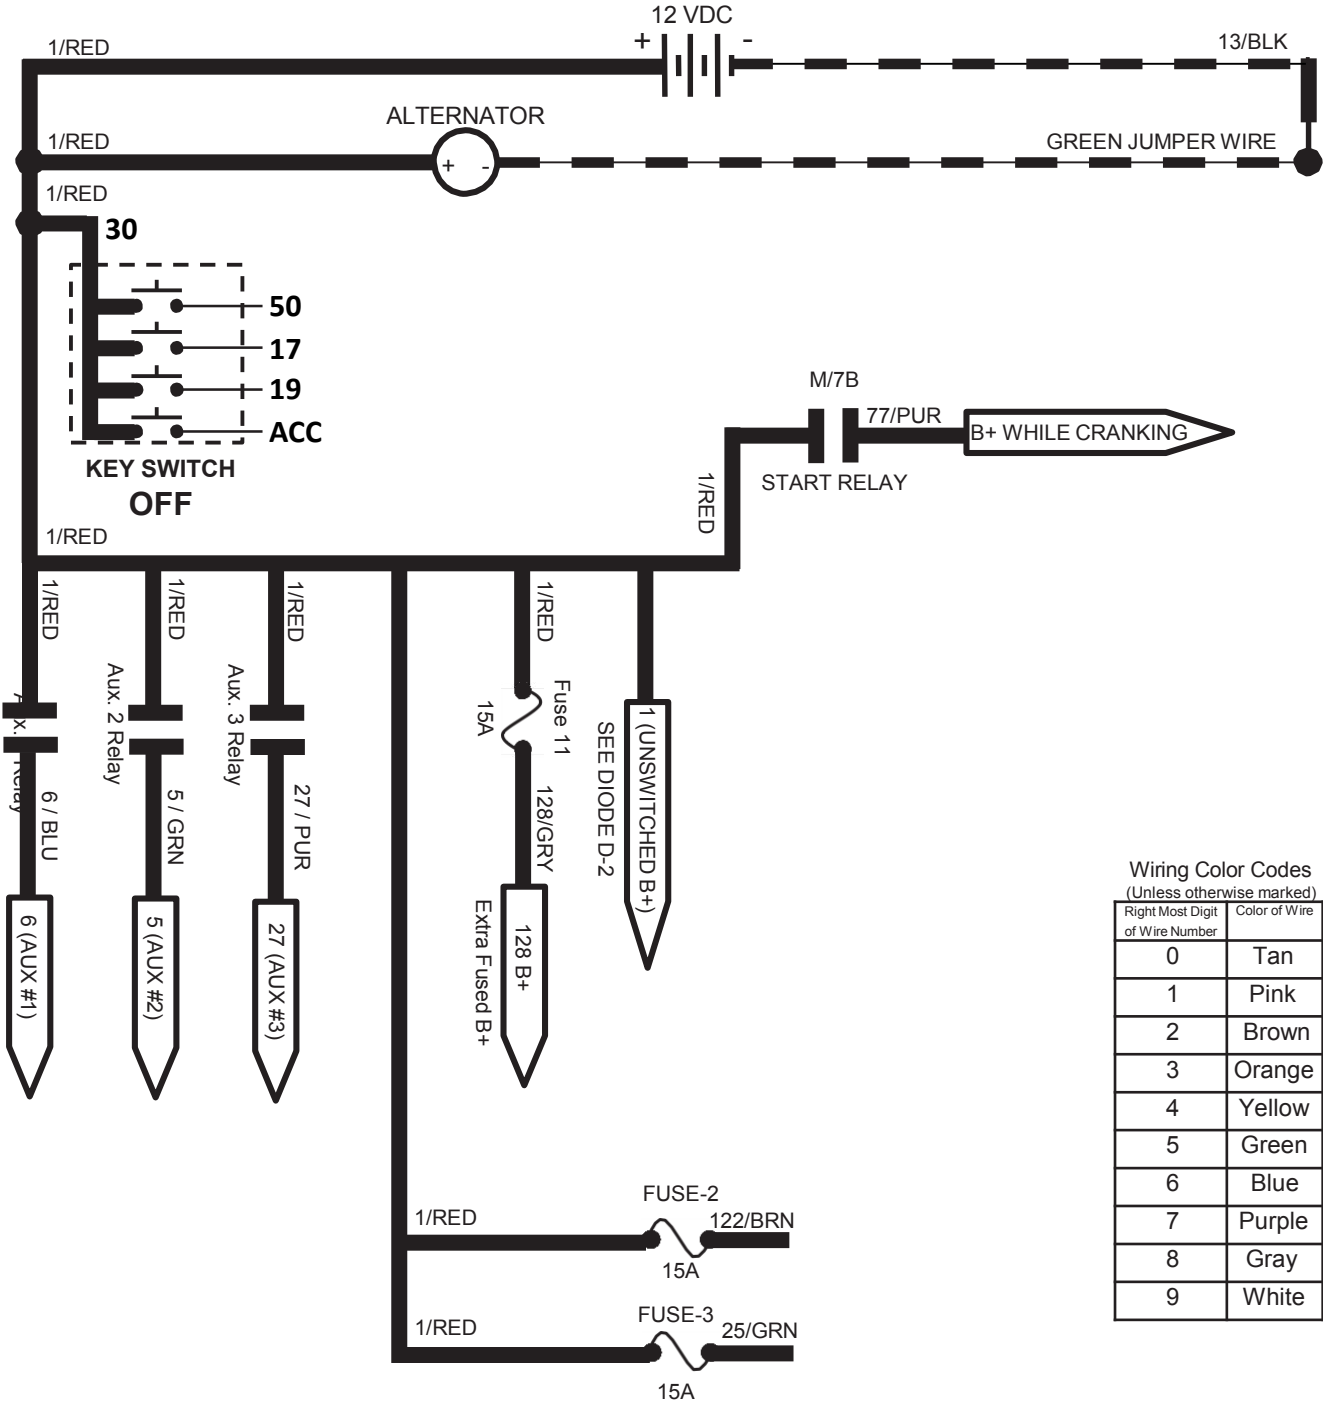 12 VDC
+ -
1/RED
13/BLK
ALTERNATOR
1/RED
+ -
GREEN JUMPER WIRE
1/RED
30
50
17
19
ACC
KEY SWITCH
OFF
M/7B
77/PUR
B+ WHILE CRANKING
START RELAY
1/RED
1/RED
1/RED
1/RED
1/RED
1/RED
Aux. 2 Relay
Aux. 3 Relay
Fuse 11
15A
6 / BLU
5 / GRN
27 / PUR
128/GRY
1 (UNSWITCHED B+)
SEE DIODE D-2
6 (AUX #1)
5 (AUX #2)
27 (AUX #3)
128 B+
Extra Fused B+
FUSE-2
1/RED
122/BRN
15A
FUSE-3
1/RED
25/GRN
15A
Wiring Color Codes
(Unless otherwise marked)
Right Most Digit of Wire Number Color of Wire
0 Tan
1 Pink
2 Brown
3 Orange
4 Yellow
5 Green
6 Blue
7 Purple
8 Gray
9 White